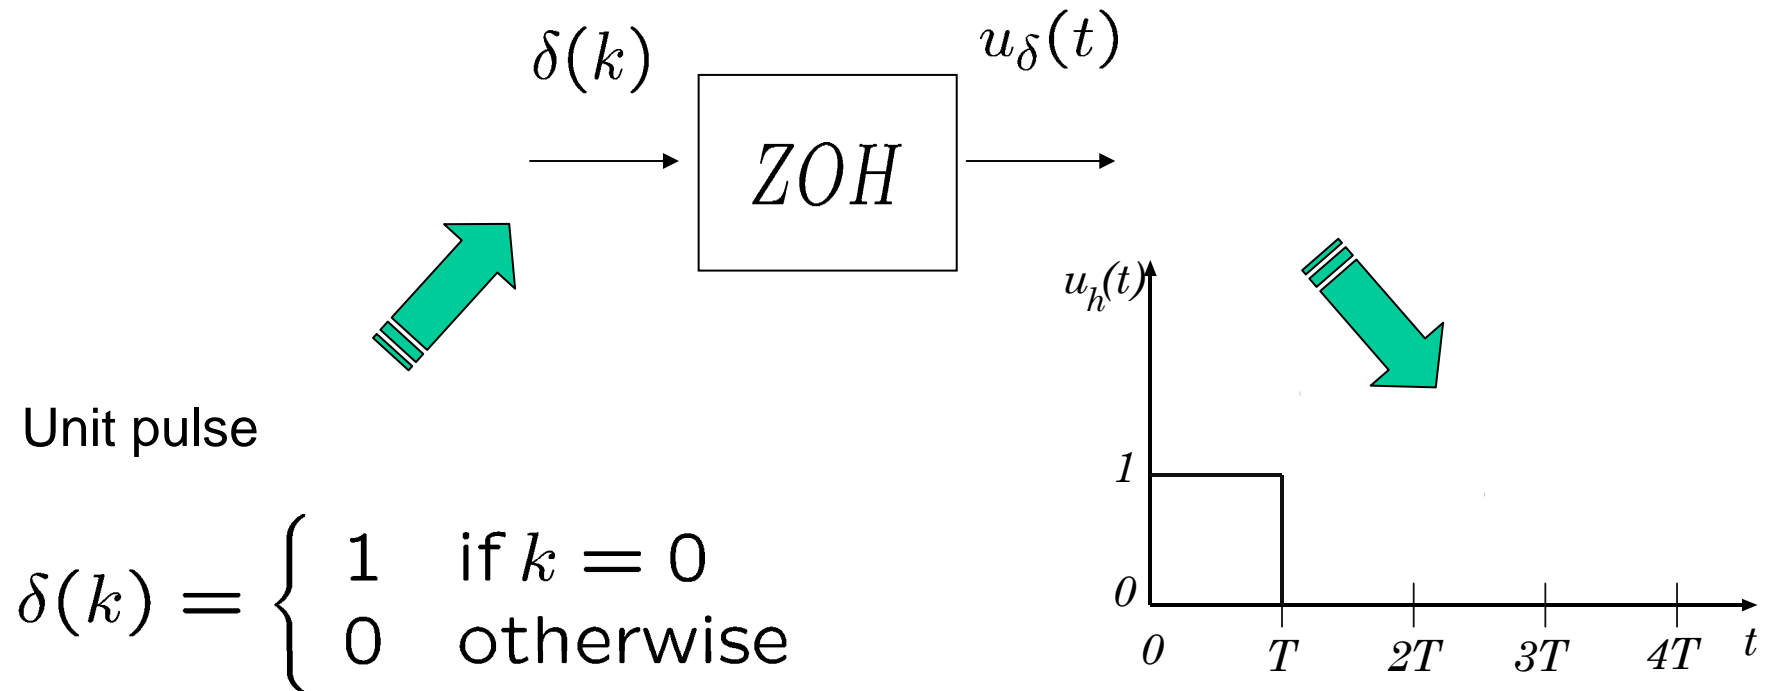 δ(k)
u_δ(t)
ZOH
u_h(t)
Unit pulse
1
0
0 T 2T 3T 4T t
δ(k) = { 1 if k = 0
0 otherwise